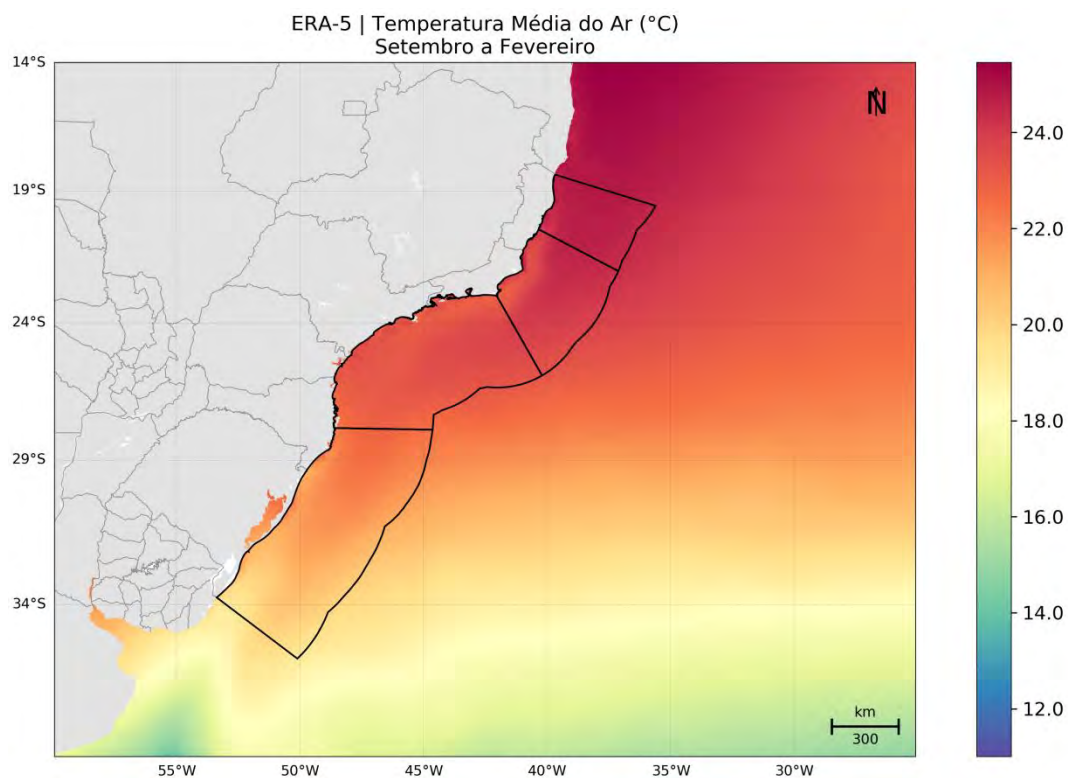 ERA-5 | Temperatura Média do Ar (°C)
Setembro a Fevereiro
14°S
N
24.0
19°S
22.0
24°S
20.0
18.0
29°S
16.0
34°S
14.0
12.0
km
300
55°W
50°W
45°W
40°W
35°W
30°W